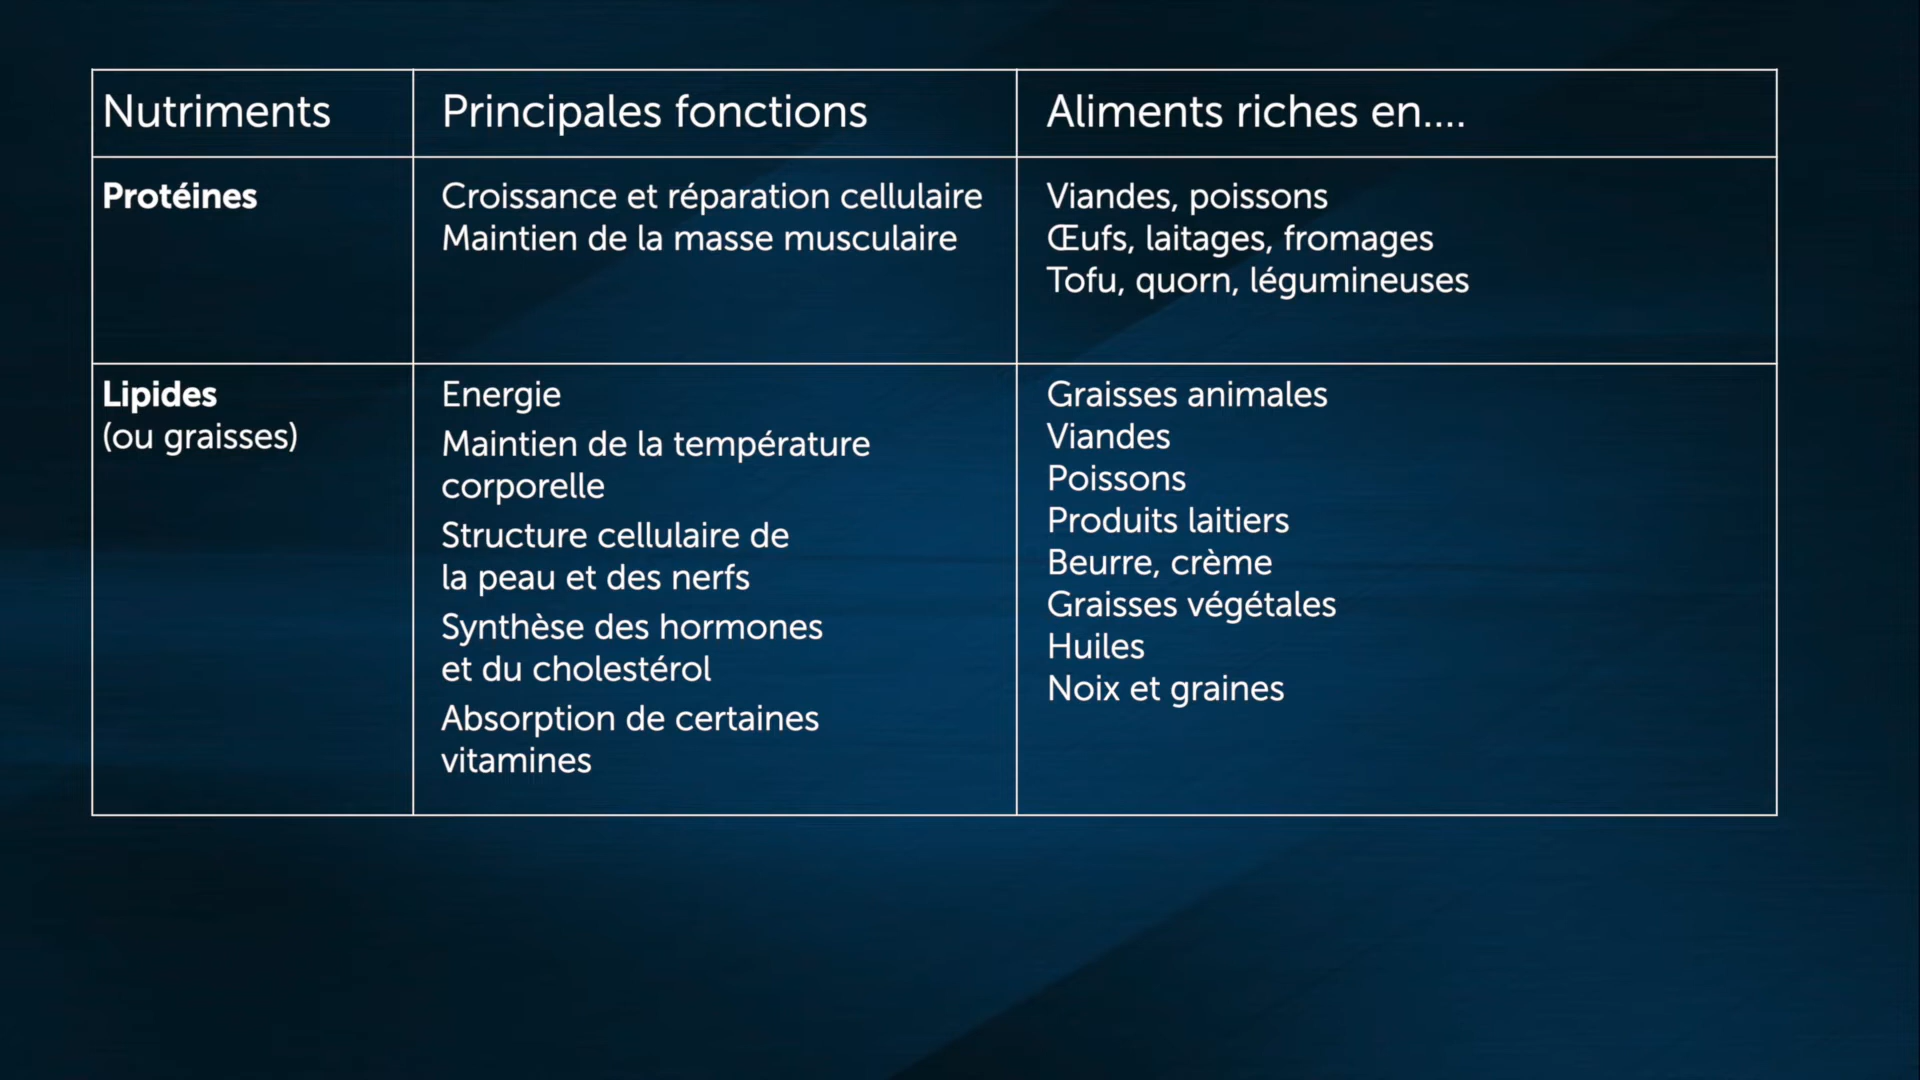 Nutriments
Principales fonctions
Aliments riches en....
Protéines
Croissance et réparation cellulaire
Maintien de la masse musculaire
Viandes, poissons
Œufs, laitages, fromages
Tofu, quorn, légumineuses
Lipides
(ou graisses)
Energie
Maintien de la température
corporelle
Structure cellulaire de
la peau et des nerfs
Synthèse des hormones
et du cholestérol
Absorption de certaines
vitamines
Graisses animales
Viandes
Poissons
Produits laitiers
Beurre, crème
Graisses végétales
Huiles
Noix et graines